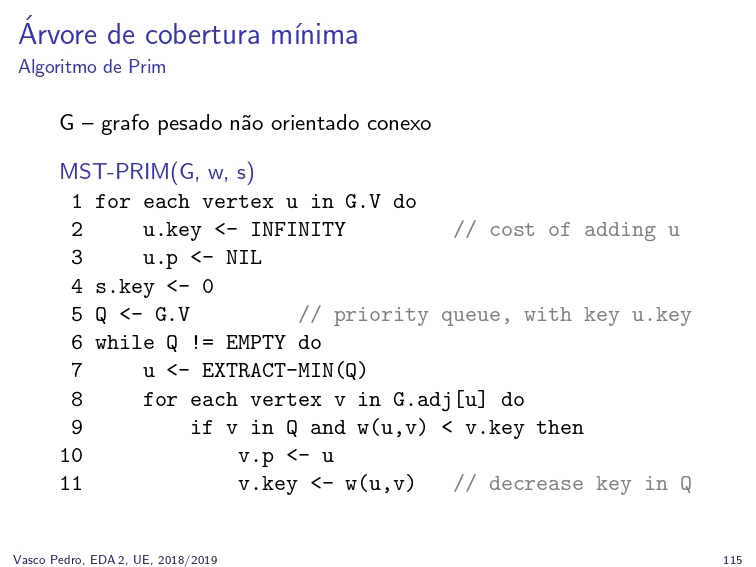 Árvore de cobertura mínima
Algoritmo de Prim
G – grafo pesado não orientado conexo
MST-PRIM(G, w, s)
1 for each vertex u in G.V do
2 u.key <- INFINITY // cost of adding u
3 u.p <- NIL
4 s.key <- 0
5 Q <- G.V // priority queue, with key u.key
6 while Q != EMPTY do
7 u <- EXTRACT-MIN(Q)
8 for each vertex v in G.adj[u] do
9 if v in Q and w(u,v) < v.key then
10 v.p <- u
11 v.key <- w(u,v) // decrease key in Q
Vasco Pedro, EDA 2, UE, 2018/2019 115